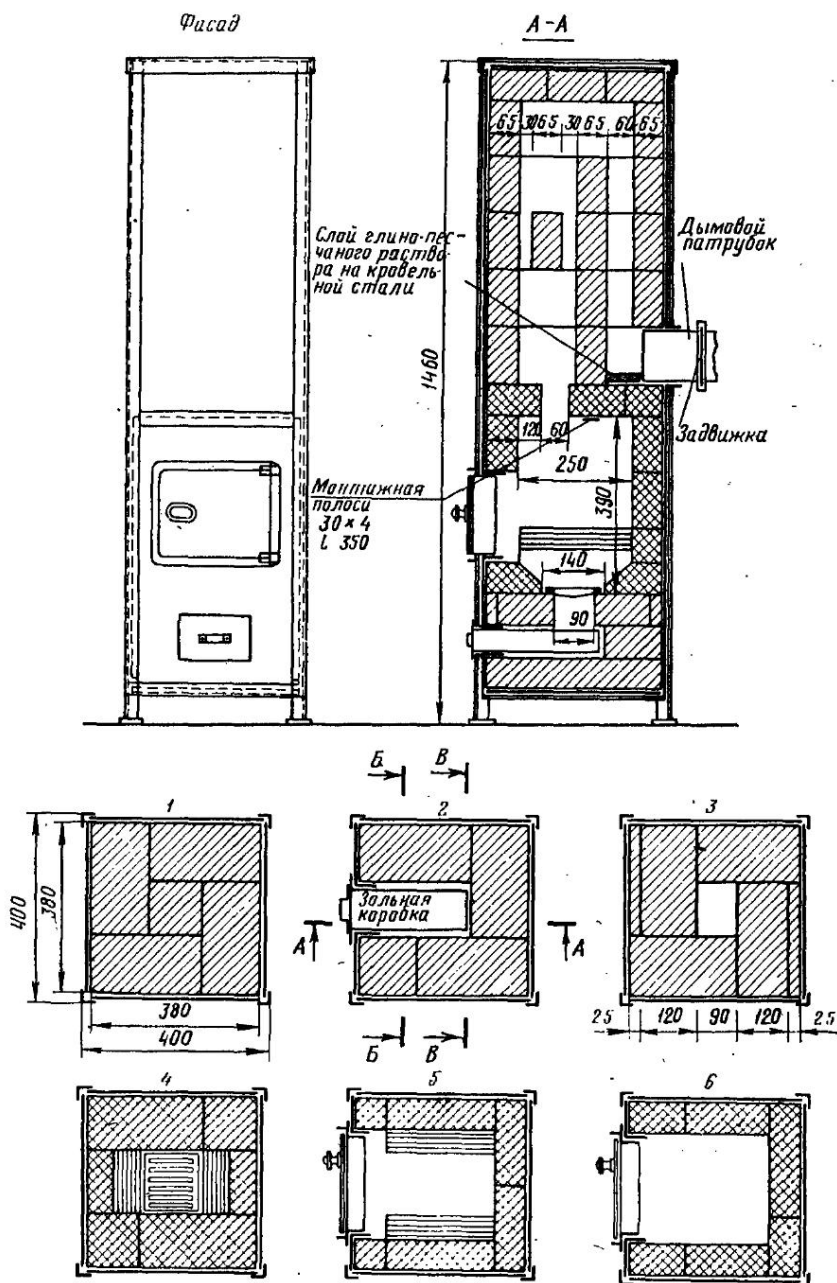 Фасад
А-А
65 30 65 30 65 60 65
Слой глино-пес-
чаного раство-
ра на кровель-
ной стали
Дымовой
патрубок
1460
Задвижка
120 60
250
390
Монтажная
полоса
30×4
L 350
140
90
Б В
1
2
3
400
380
Зольная
коробка
А
А
380
400
Б В
25 120 90 120 25
4
5
6